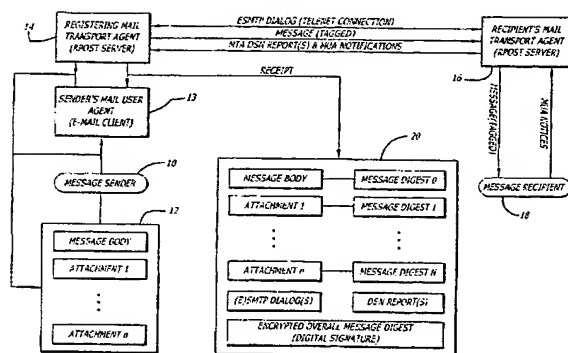 14
REGISTERING MAIL
TRANSPORT AGENT
(RPOST SERVER)
ESMTP DIALOG (TELENET CONNECTION)
MESSAGE (TAGGED)
MTA DSN REPORT(S) & MUA NOTIFICATIONS
RECIPIENT'S MAIL
TRANSPORT AGENT
(RPOST SERVER)
16
RECEIPT
13
SENDER'S MAIL USER
AGENT
(E-MAIL CLIENT)
MESSAGE(TAGGED)
MUA NOTICES
10
MESSAGE SENDER
20
MESSAGE RECIPIENT
18
12
MESSAGE BODY
ATTACHMENT 1
ATTACHMENT n
MESSAGE BODY
MESSAGE DIGEST 0
ATTACHMENT 1
MESSAGE DIGEST 1
ATTACHMENT n
MESSAGE DIGEST N
(E)SMTP DIALOG(S)
DSN REPORT(S)
ENCRYPTED OVERALL MESSAGE DIGEST
(DIGITAL SIGNATURE)